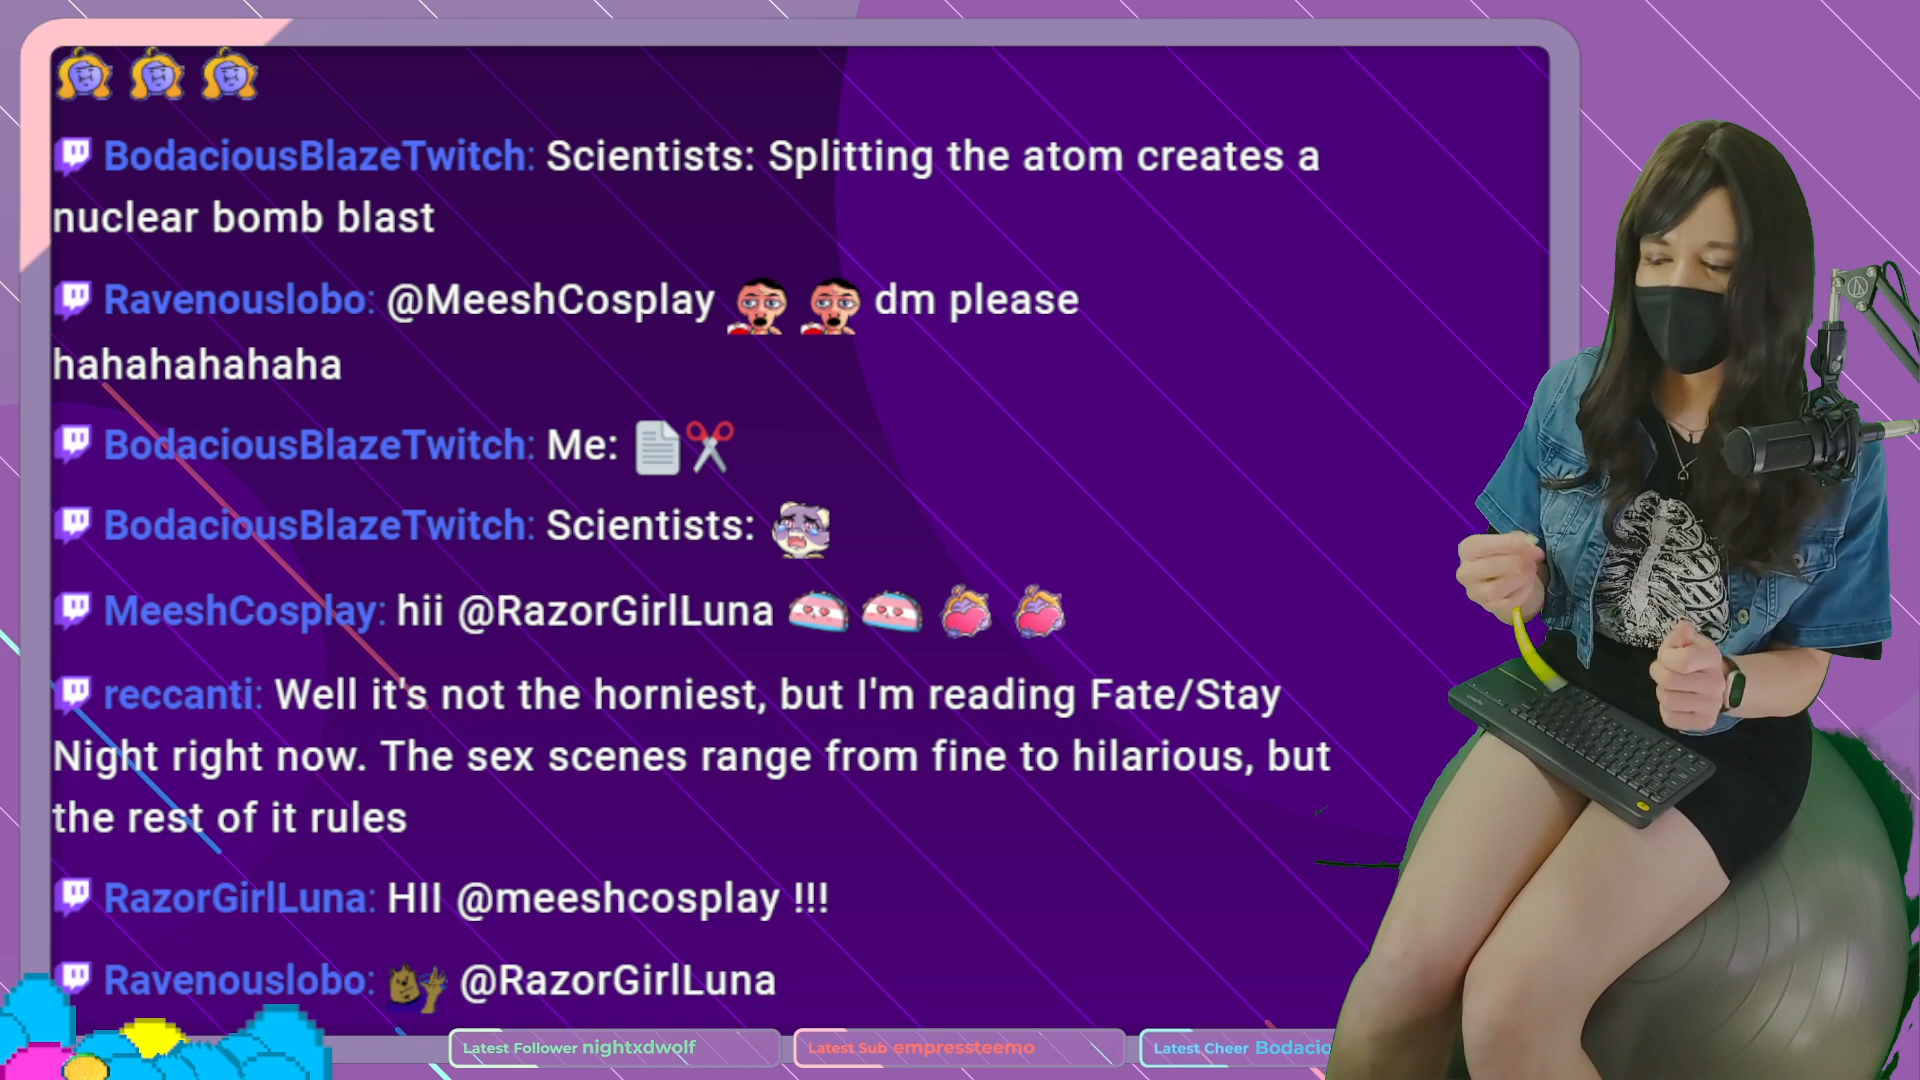 BodaciousBlazeTwitch: Scientists: Splitting the atom creates a
nuclear bomb blast
Ravenouslobo: @MeeshCosplay dm please
hahahahahaha
BodaciousBlazeTwitch: Me:
BodaciousBlazeTwitch: Scientists:
MeeshCosplay: hii @RazorGirlLuna
reccanti: Well it's not the horniest, but I'm reading Fate/Stay
Night right now. The sex scenes range from fine to hilarious, but
the rest of it rules
RazorGirlLuna: HII @meeshcosplay !!!
Ravenouslobo: @RazorGirlLuna
Latest Follower nightxdwolf
Latest Sub empressteemo
Latest Cheer Bodacio